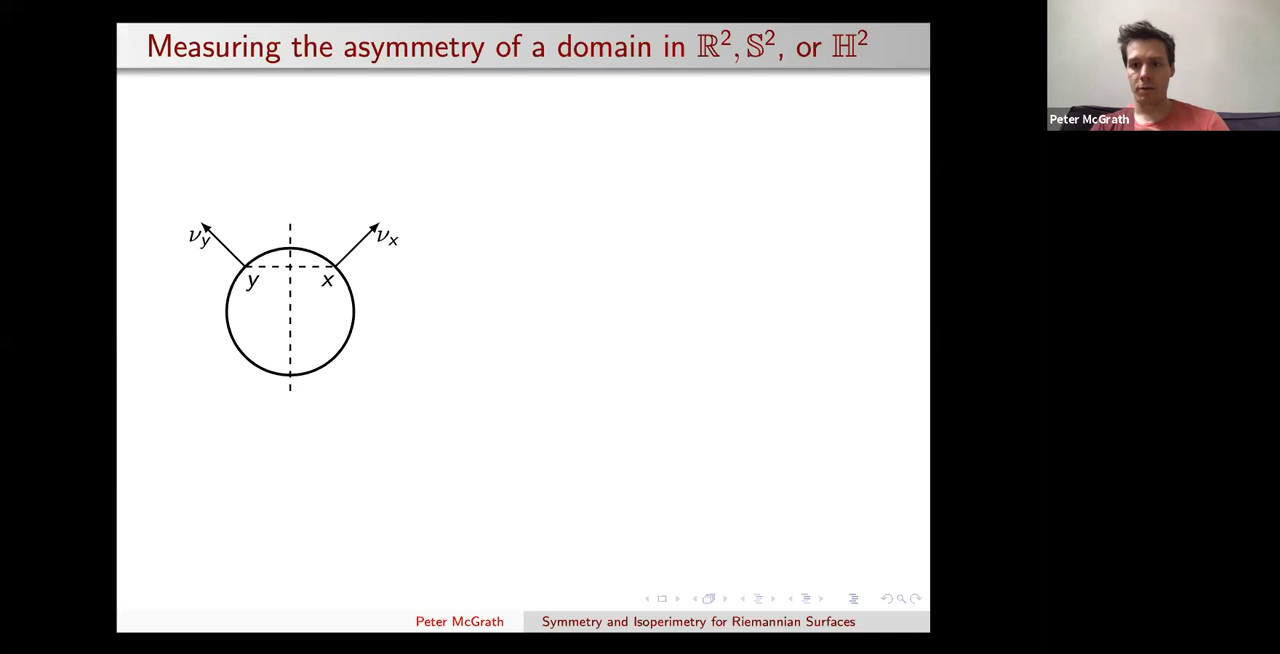 Measuring the asymmetry of a domain in ℝ², 𝕊², or ℍ²
Peter McGrath
ν_y
ν_x
y
x
Peter McGrath
Symmetry and Isoperimetry for Riemannian Surfaces